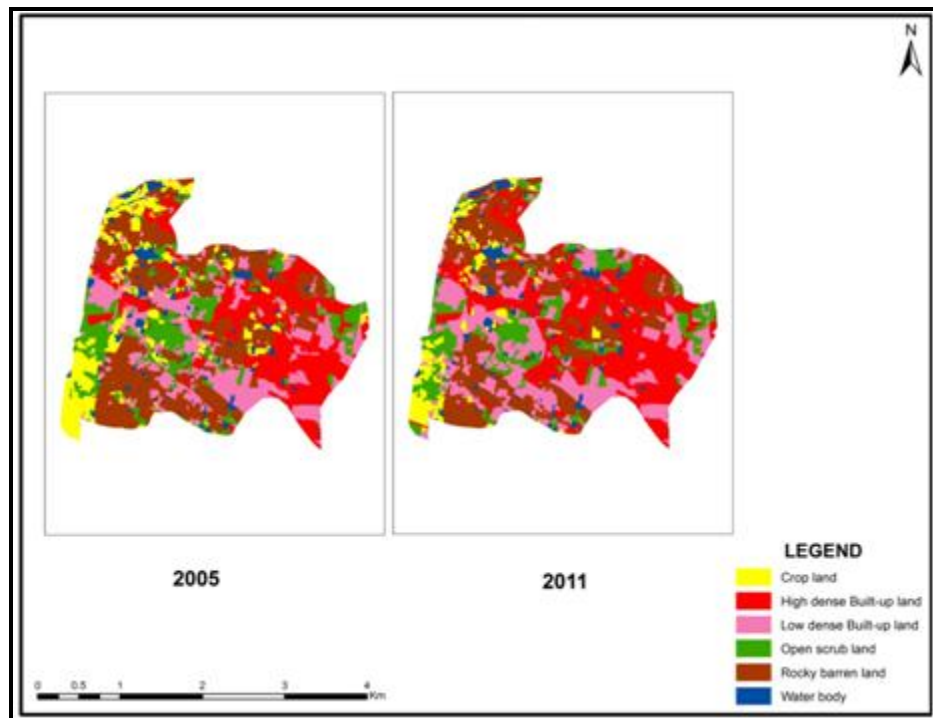 N
2005
2011
LEGEND
Crop land
High dense Built-up land
Low dense Built-up land
Open scrub land
Rocky barren land
Water body
0 0.5 1 2 3 4
Km